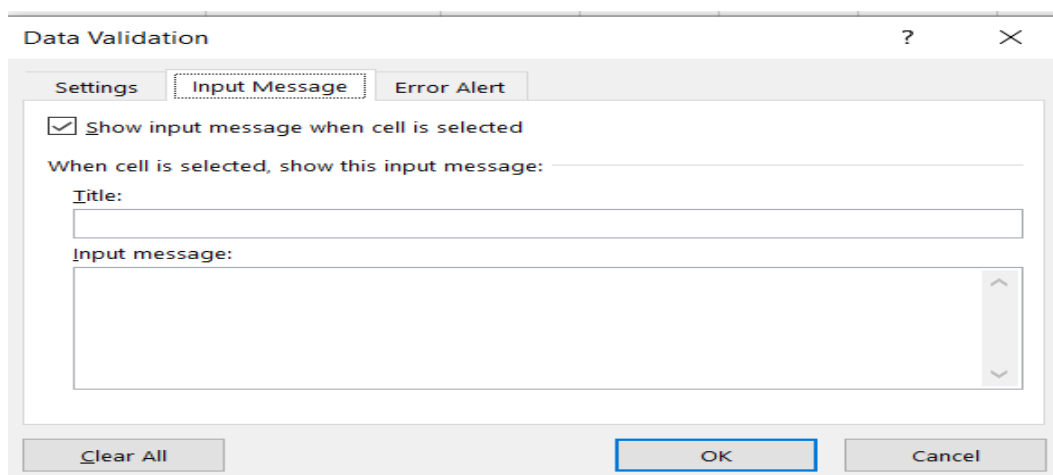 Data Validation ?
Settings Input Message Error Alert
Show input message when cell is selected
When cell is selected, show this input message:
Title:
Input message:
Clear All OK Cancel